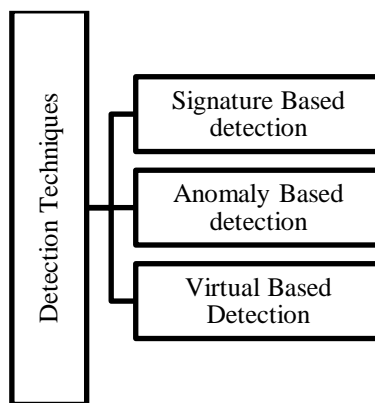 Detection Techniques
Signature Based
detection
Anomaly Based
detection
Virtual Based
Detection